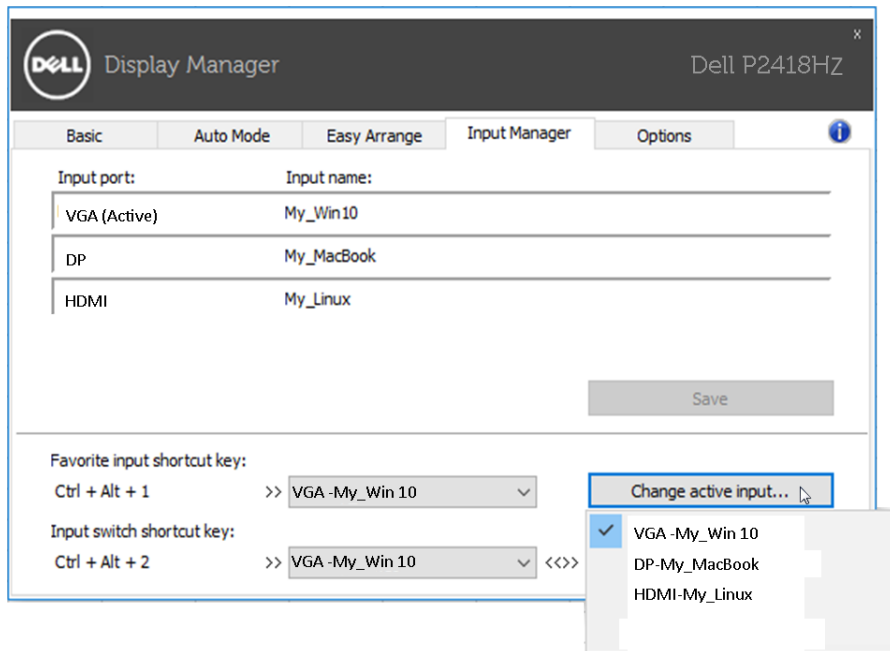 DELL Display Manager Dell P2418HZ x
Basic Auto Mode Easy Arrange Input Manager Options i
Input port: Input name:
VGA (Active) My_Win10
DP My_MacBook
HDMI My_Linux
Save
Favorite input shortcut key:
Ctrl + Alt + 1 >> VGA -My_Win 10 Change active input...
Input switch shortcut key:
Ctrl + Alt + 2 >> VGA -My_Win 10 <<>>
VGA -My_Win 10
DP-My_MacBook
HDMI-My_Linux